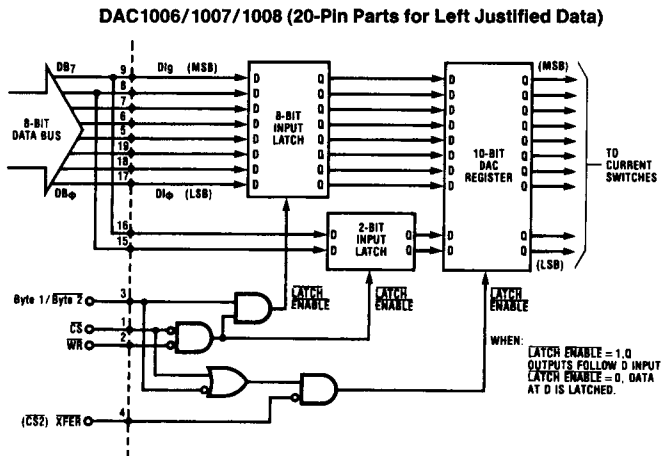 DAC1006/1007/1008 (20-Pin Parts for Left Justified Data)
DB7 9 DI9 (MSB)
8
7
6
5
19
18
17
DBΦ DIΦ (LSB)
8-BIT
DATA BUS
D Q
D Q
D Q
D Q
D Q
D Q
D Q
D Q
8-BIT
INPUT
LATCH
D Q
D Q
D Q
D Q
D Q
D Q
D Q
D Q
10-BIT
DAC
REGISTER
(MSB)
TO
CURRENT
SWITCHES
16
15
D Q
D Q
2-BIT
INPUT
LATCH
D Q
D Q
(LSB)
Byte 1/Byte 2 3
LATCH
ENABLE
LATCH
ENABLE
LATCH
ENABLE
CS 1
WR 2
WHEN:
LATCH ENABLE = 1,Q
OUTPUTS FOLLOW D INPUT
LATCH ENABLE = 0, DATA
AT D IS LATCHED.
(CS2) XFER 4